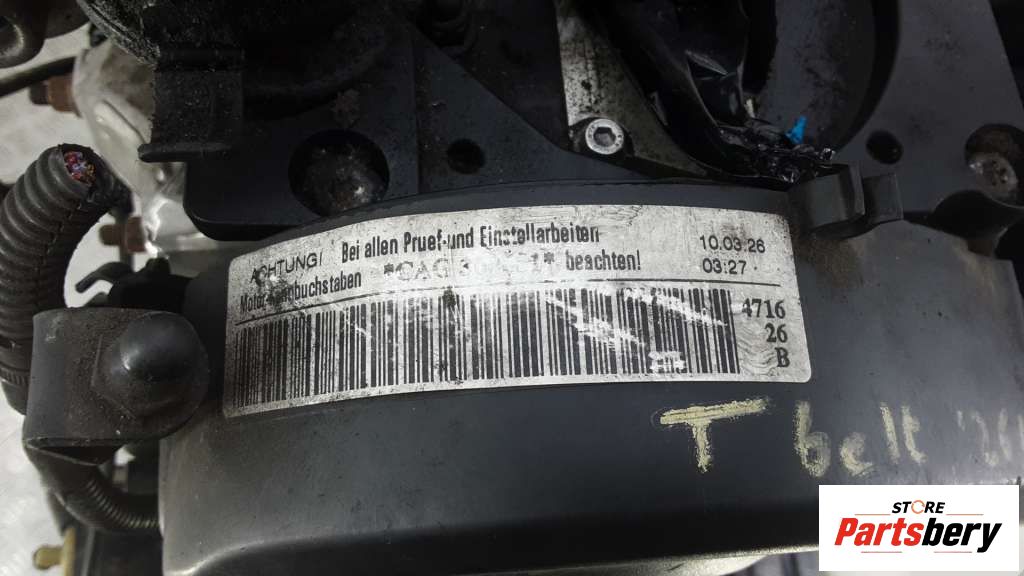 ACHTUNG! Bei allen Pruef-und Einstellarbeiten
beachten!
10.03.26
03:27
4716
26
B
T belt
STORE
Partsbery